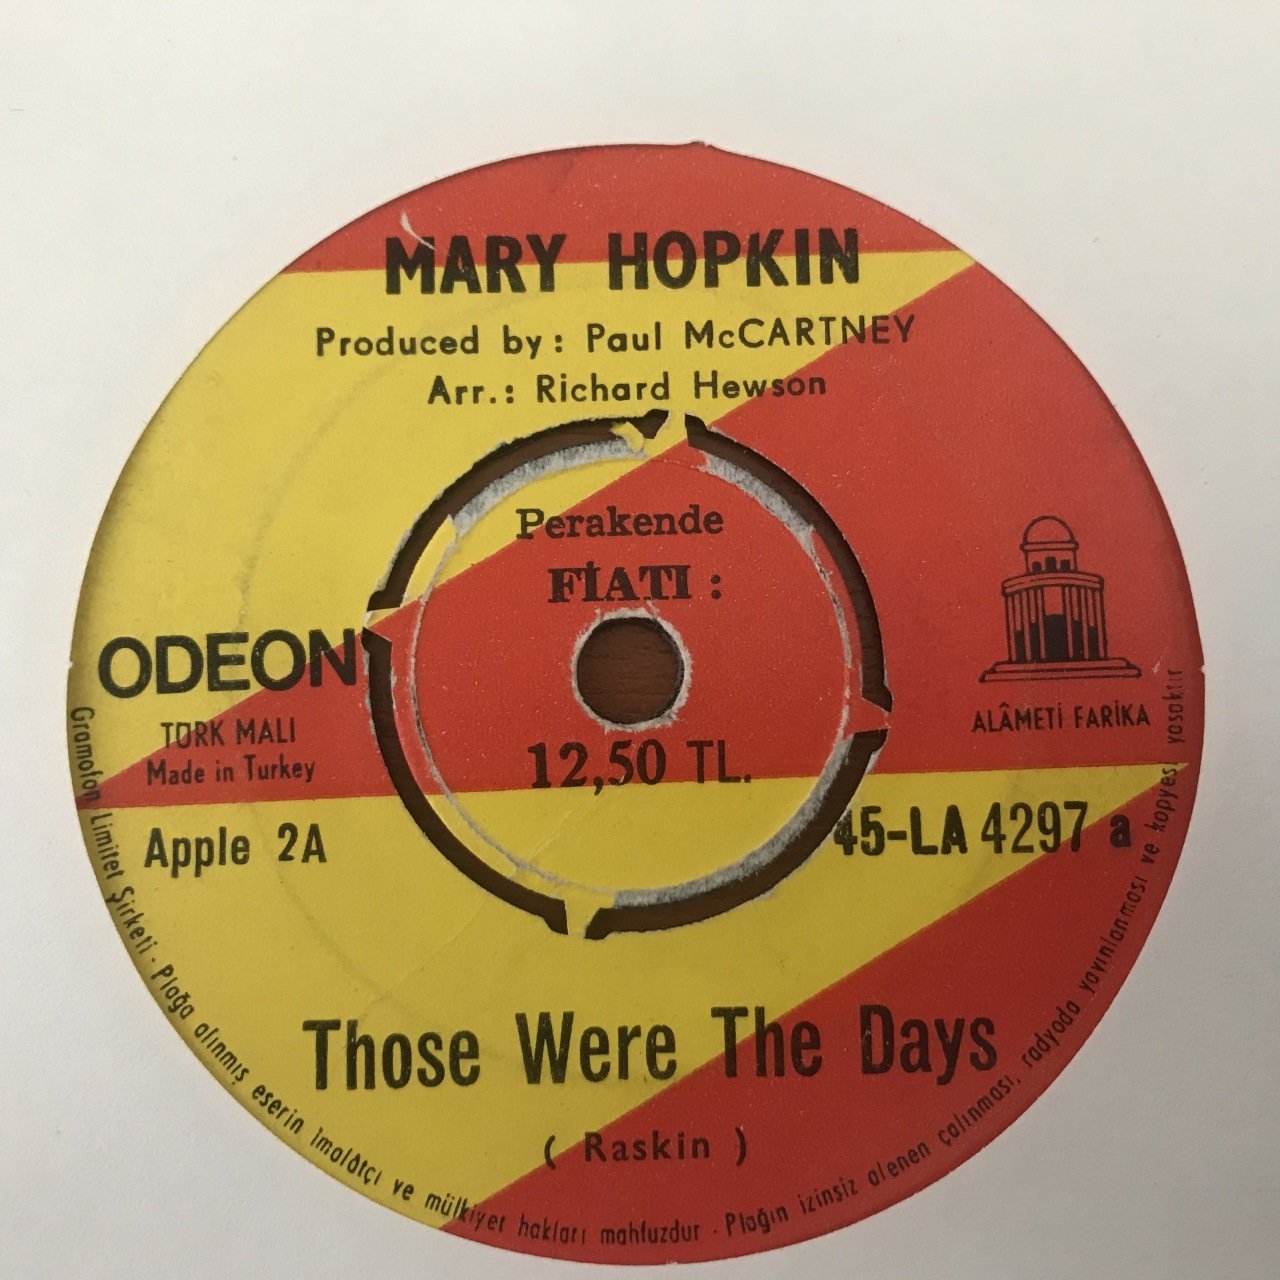 MARY HOPKIN
Produced by: Paul McCARTNEY
Arr.: Richard Hewson
Perakende
FİATI :
12,50 TL.
ODEON
TÜRK MALI
Made in Turkey
ALÂMETİ FARİKA
Apple 2A
45-LA 4297 a
Those Were The Days
( Raskin )
Gramofon Limitet Şirketi - Plağa alınmış eserin imalâtçı ve mülkiyet hakları mahfuzdur - Plağın izinsiz alenen çalınması, radyoda yayınlanması ve kopyesi yasaktır